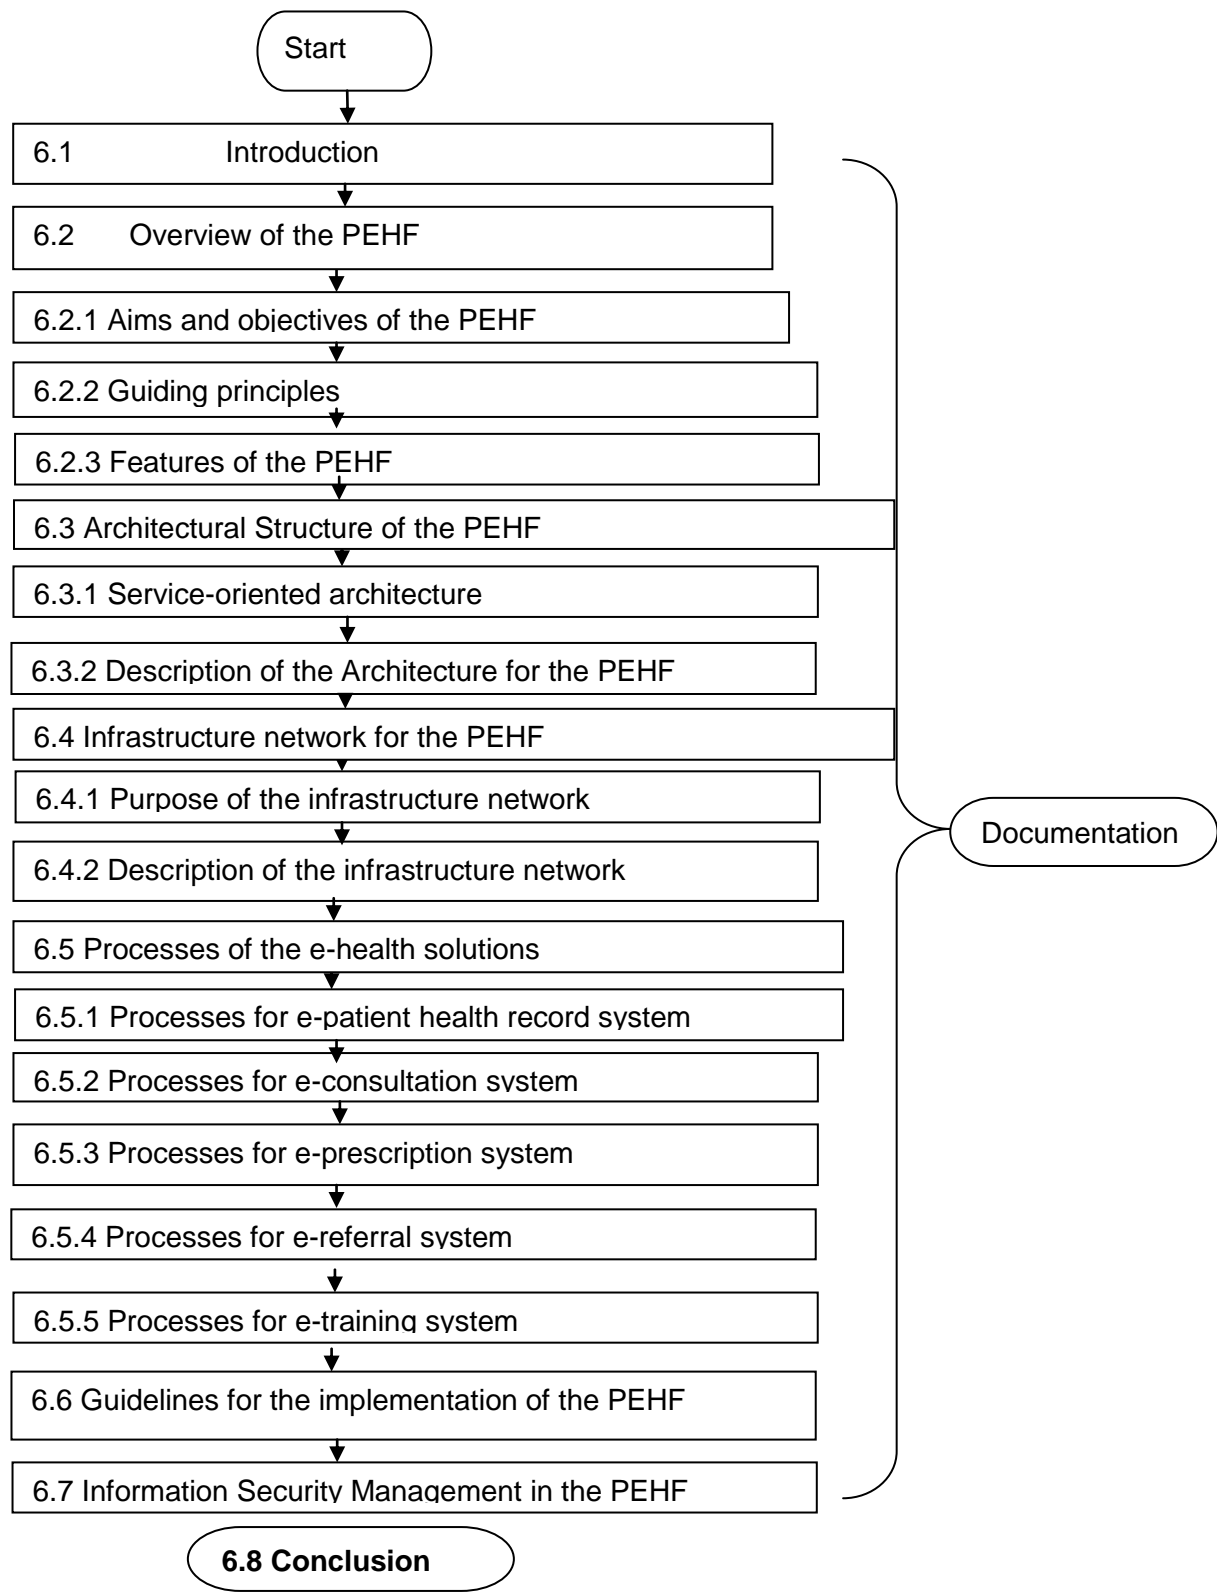 Start
6.1 Introduction
6.2 Overview of the PEHF
6.2.1 Aims and objectives of the PEHF
6.2.2 Guiding principles
6.2.3 Features of the PEHF
6.3 Architectural Structure of the PEHF
6.3.1 Service-oriented architecture
6.3.2 Description of the Architecture for the PEHF
6.4 Infrastructure network for the PEHF
6.4.1 Purpose of the infrastructure network
6.4.2 Description of the infrastructure network
6.5 Processes of the e-health solutions
6.5.1 Processes for e-patient health record system
6.5.2 Processes for e-consultation system
6.5.3 Processes for e-prescription system
6.5.4 Processes for e-referral system
6.5.5 Processes for e-training system
6.6 Guidelines for the implementation of the PEHF
6.7 Information Security Management in the PEHF
6.8 Conclusion
Documentation